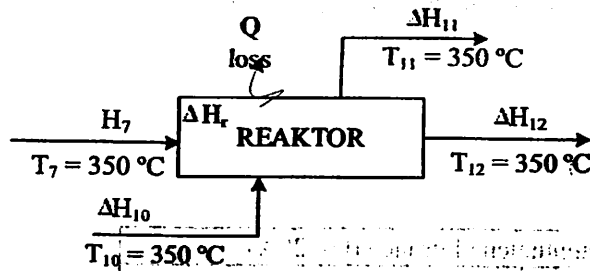 Q
loss
ΔH₁₁
T₁₁ = 350 °C
H₇
T₇ = 350 °C
ΔHᵣ
REAKTOR
ΔH₁₂
T₁₂ = 350 °C
ΔH₁₀
T₁₀ = 350 °C